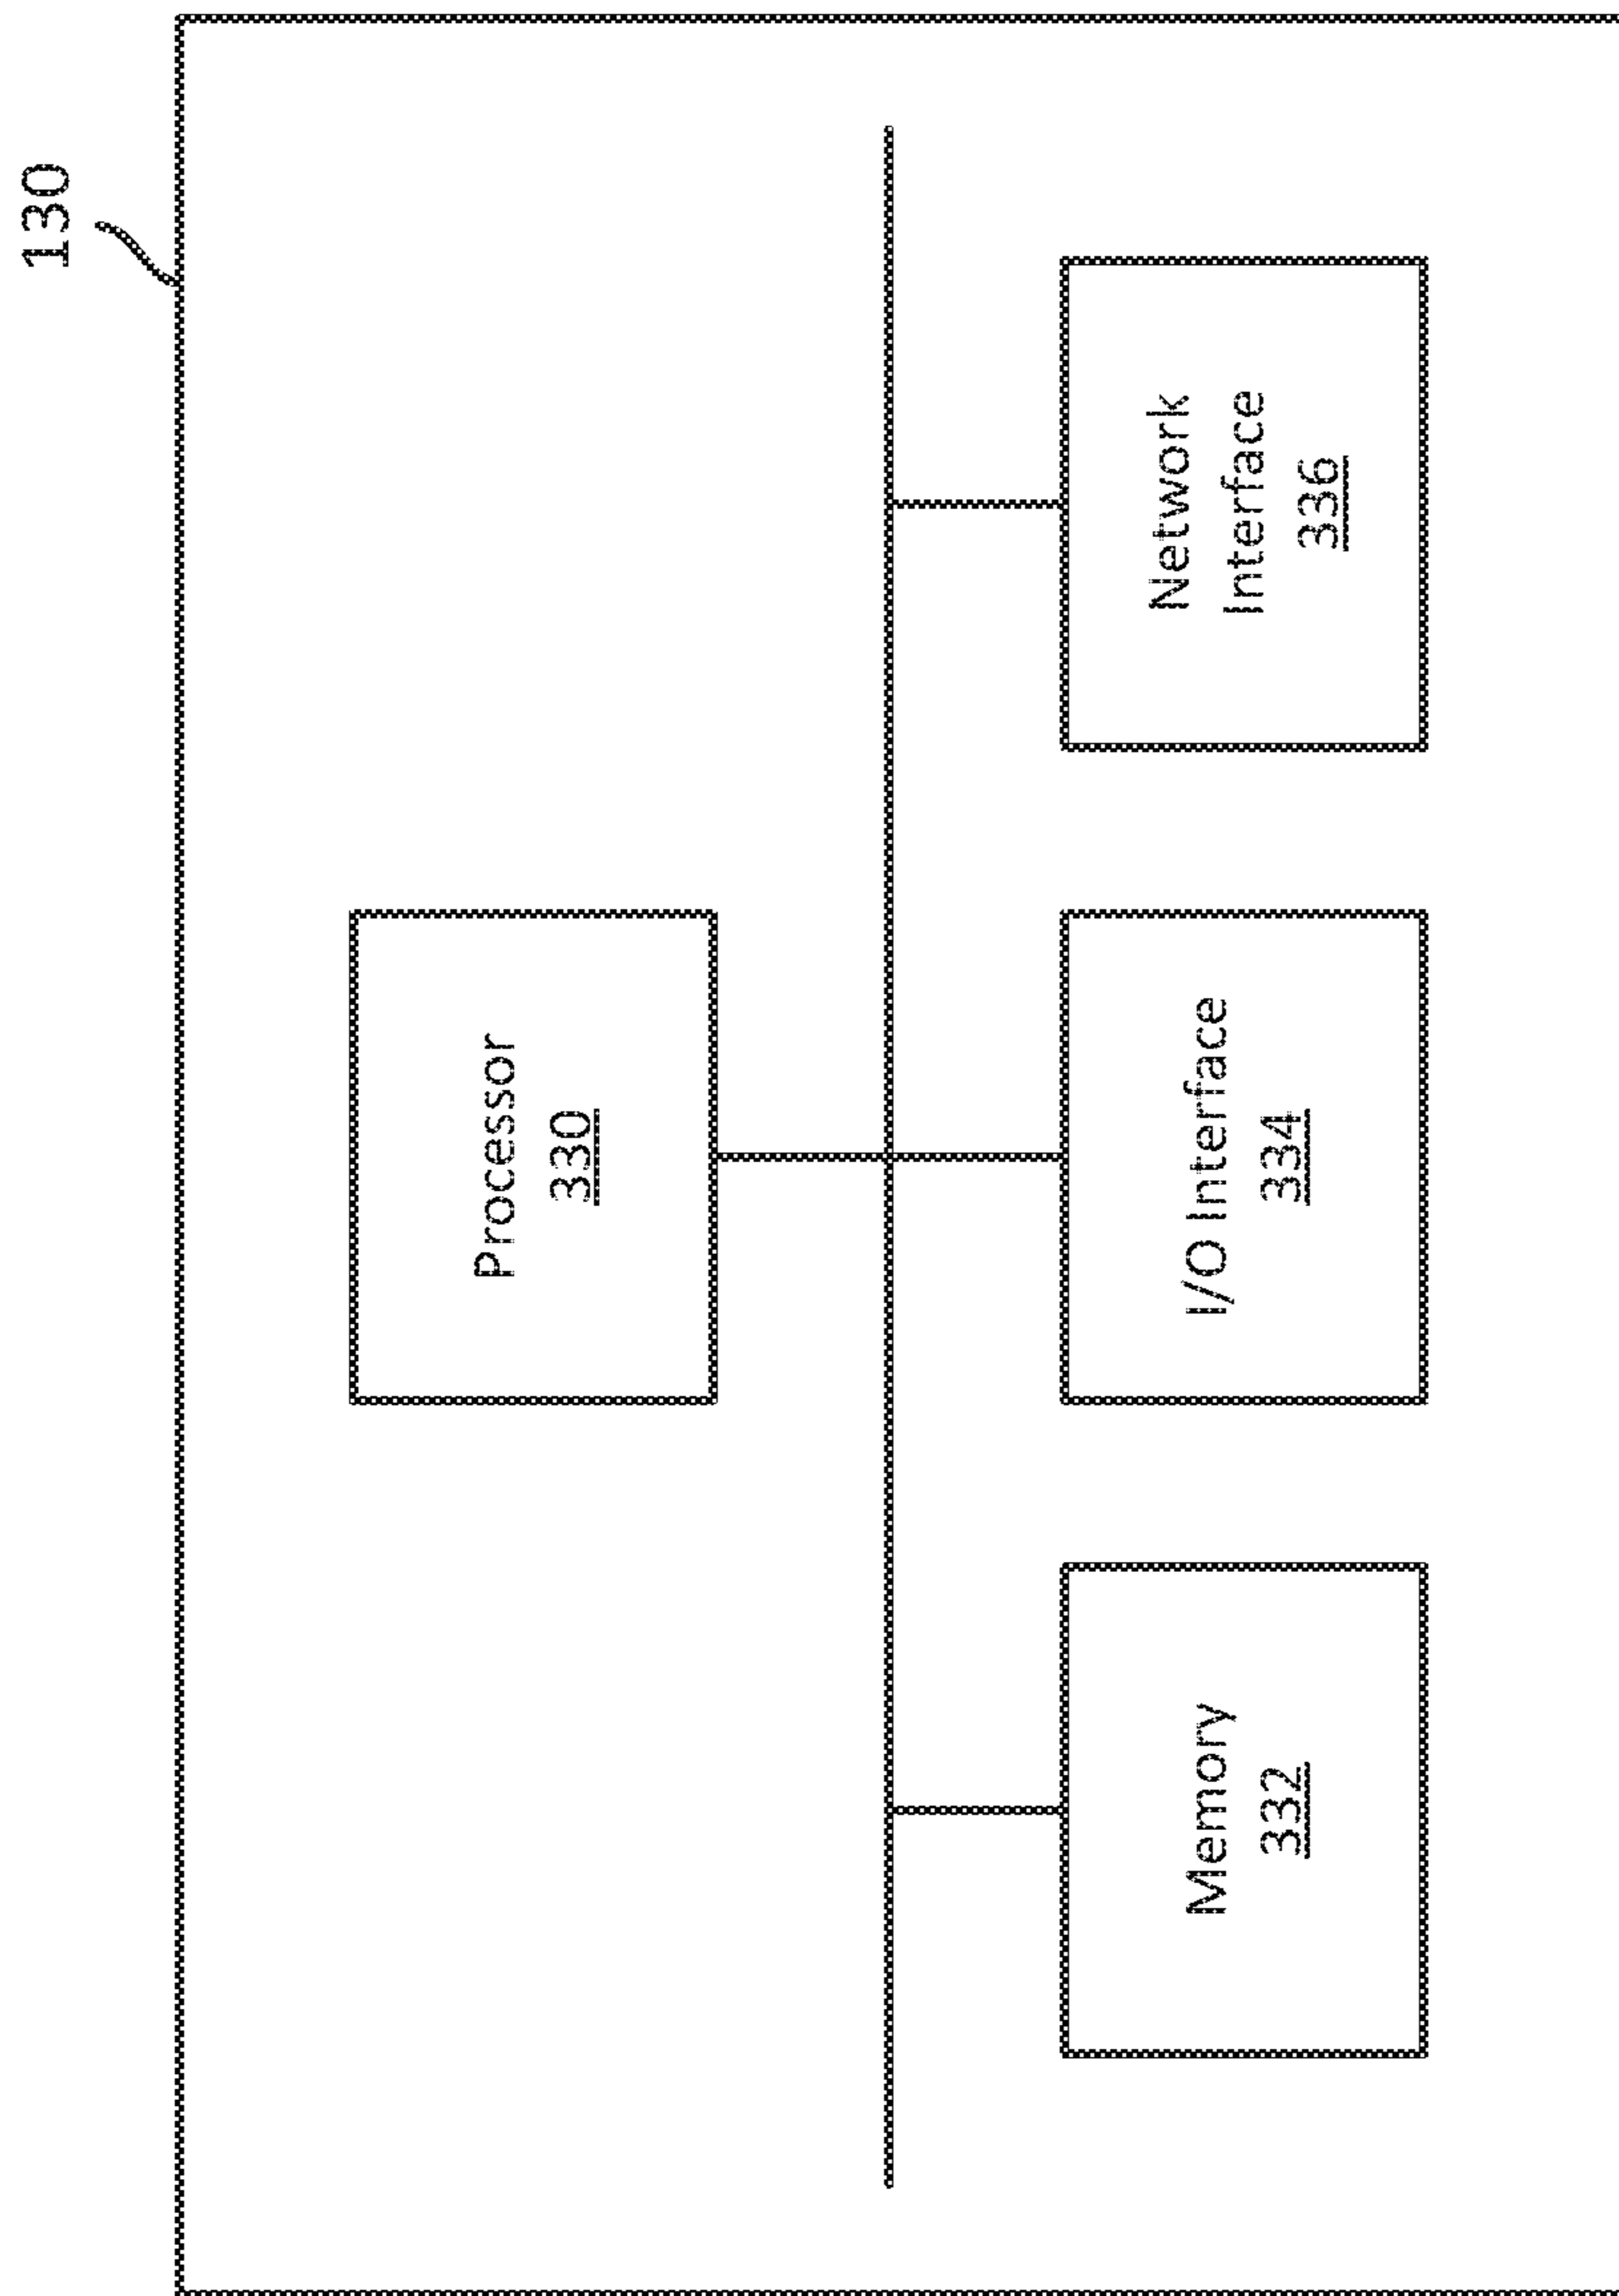 130
Processor
330
Memory
332
I/O Interface
334
Network
Interface
336